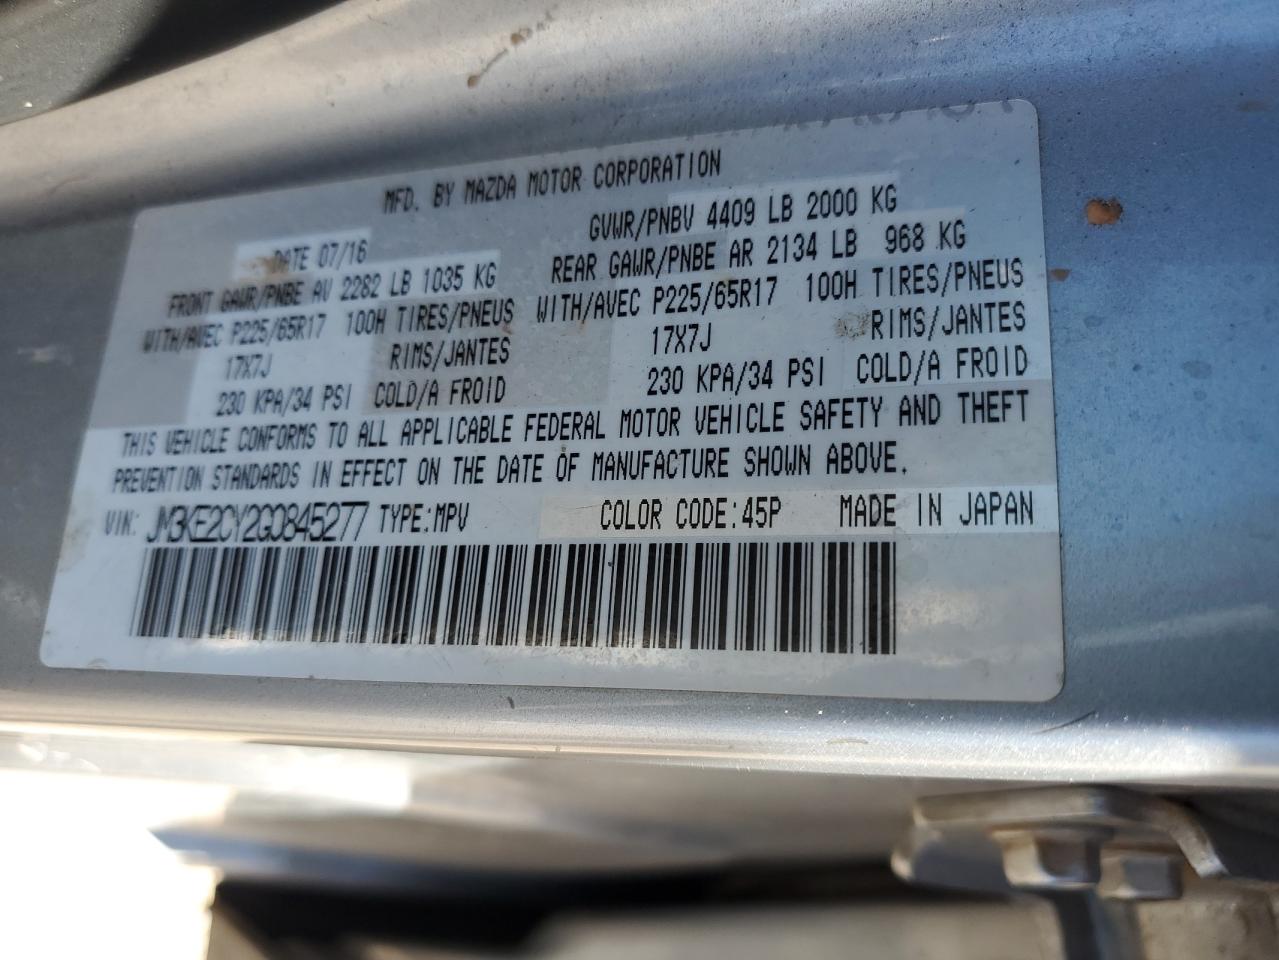 MFD. BY MAZDA MOTOR CORPORATION
DATE 07/16 GVWR/PNBV 4409 LB 2000 KG
FRONT GAWR/PNBE AV 2282 LB 1035 KG REAR GAWR/PNBE AR 2134 LB 968 KG
WITH/AVEC P225/65R17 100H TIRES/PNEUS WITH/AVEC P225/65R17 100H TIRES/PNEUS
17X7J RIMS/JANTES 17X7J RIMS/JANTES
230 KPA/34 PSI COLD/A FROID 230 KPA/34 PSI COLD/A FROID
THIS VEHICLE CONFORMS TO ALL APPLICABLE FEDERAL MOTOR VEHICLE SAFETY AND THEFT
PREVENTION STANDARDS IN EFFECT ON THE DATE OF MANUFACTURE SHOWN ABOVE.
VIN: JM3KE2CY2G0845277 TYPE:MPV COLOR CODE:45P MADE IN JAPAN